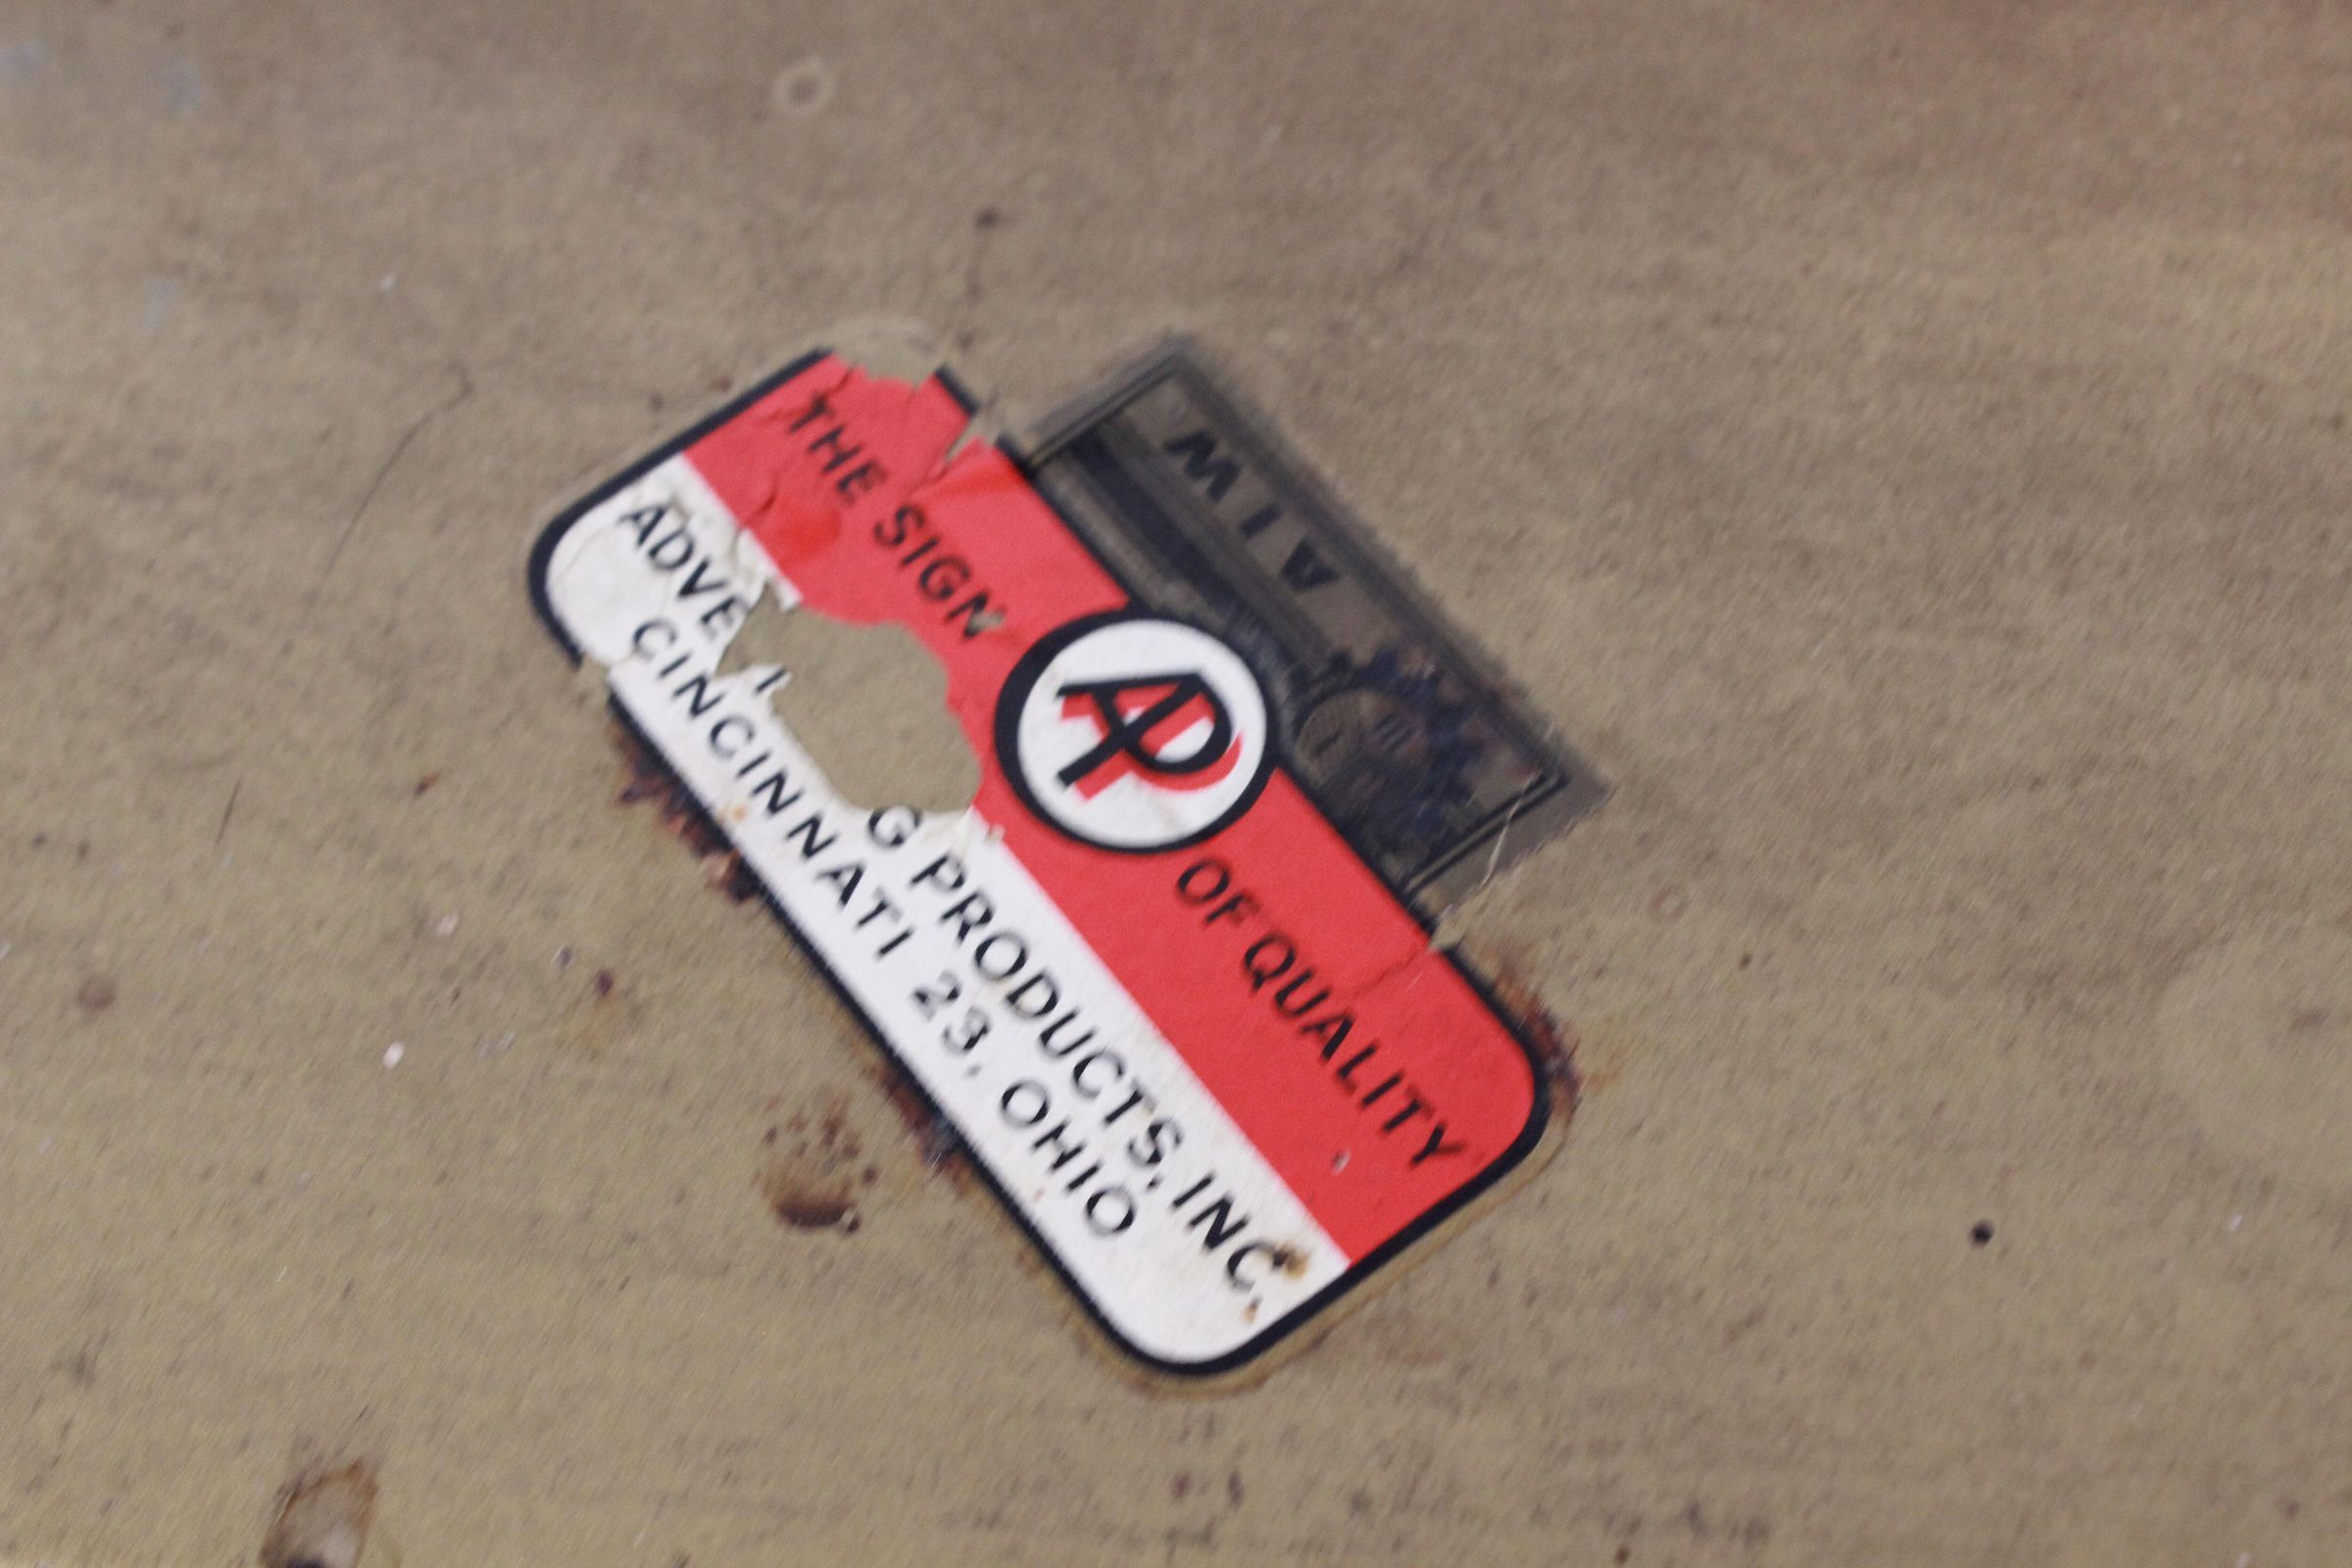 THE SIGN AP OF QUALITY
ADVE G PRODUCTS, INC.
CINCINNATI 23, OHIO